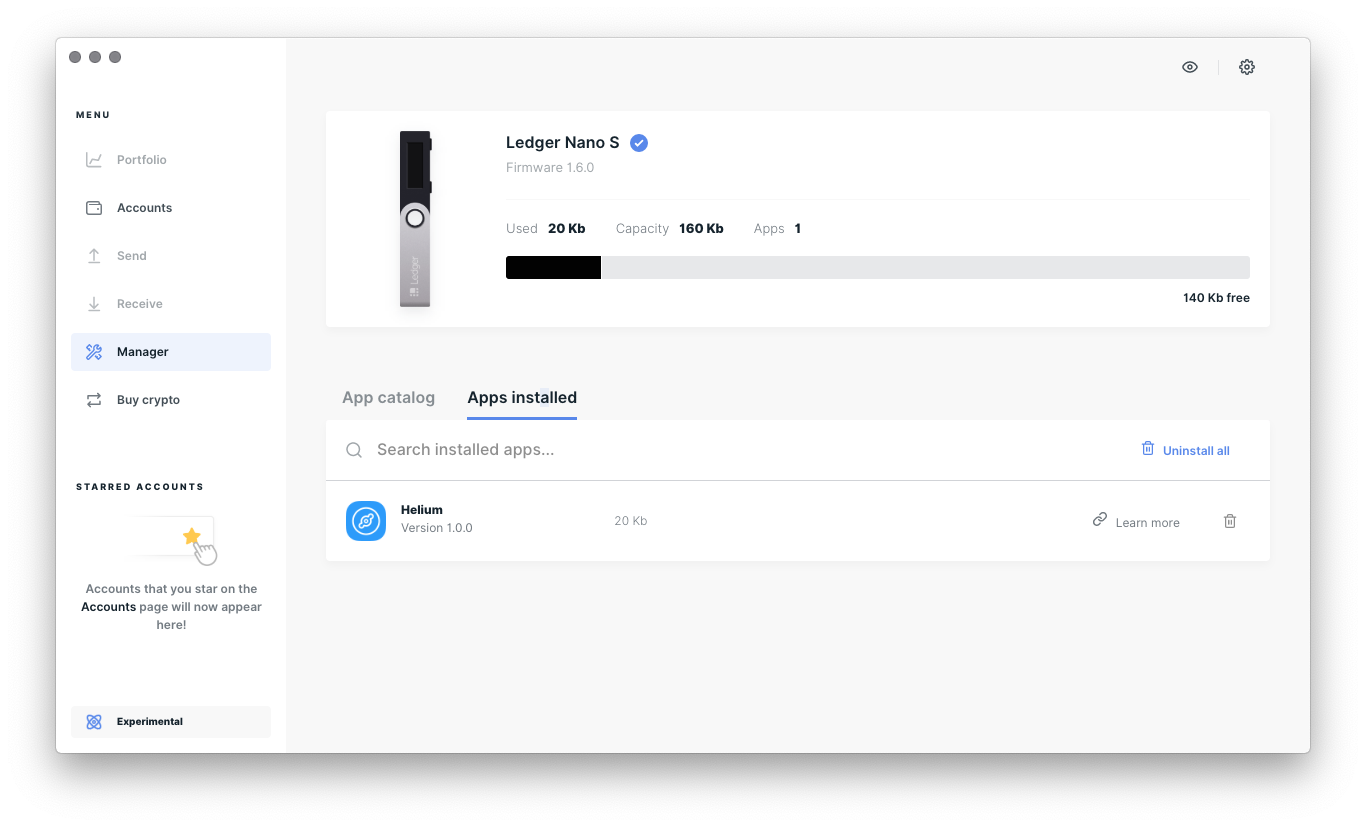 MENU
Portfolio
Accounts
Send
Receive
Manager
Buy crypto
STARRED ACCOUNTS
Accounts that you star on the
Accounts page will now appear
here!
Experimental
Ledger Nano S
Firmware 1.6.0
Used 20 Kb Capacity 160 Kb Apps 1
140 Kb free
Ledger
App catalog Apps installed
Search installed apps...
Uninstall all
Helium
Version 1.0.0
20 Kb
Learn more